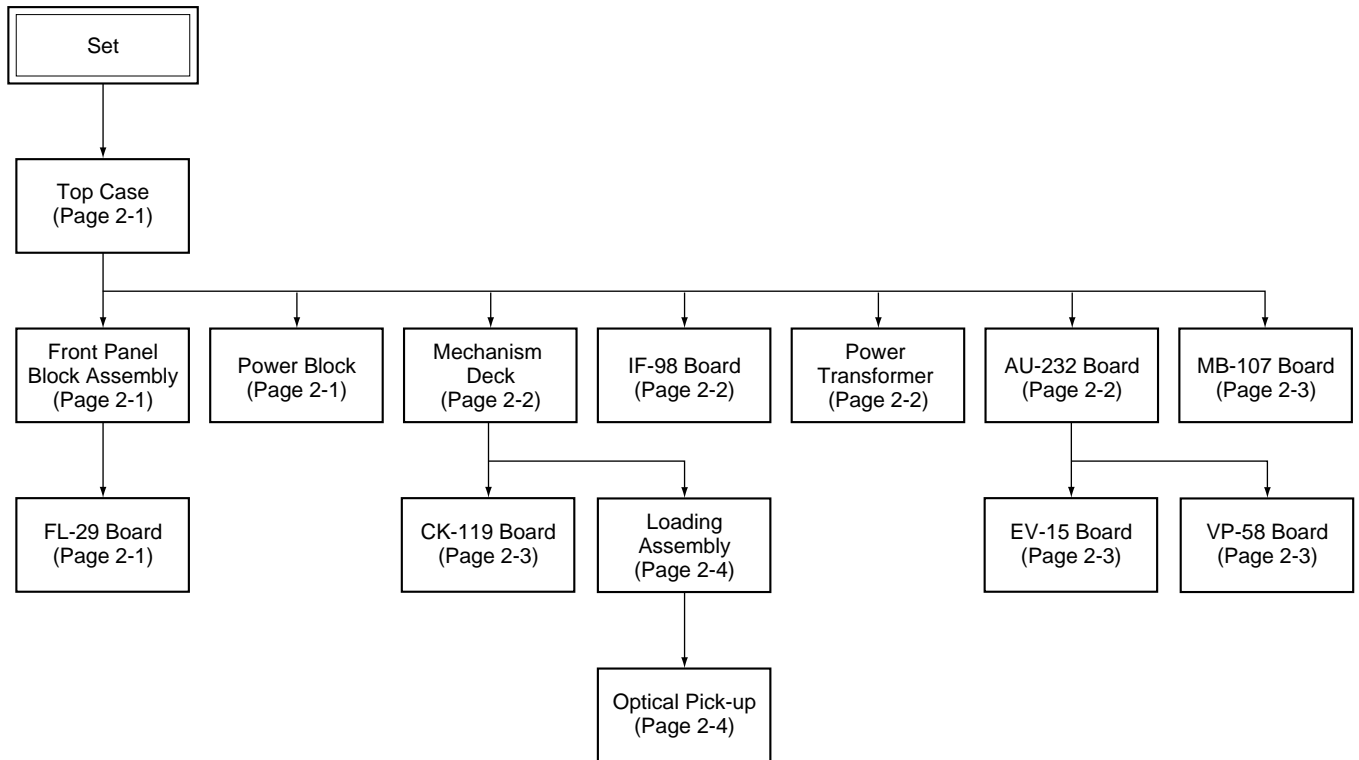 Set
Top Case
(Page 2-1)
Front Panel
Block Assembly
(Page 2-1)
Power Block
(Page 2-1)
Mechanism
Deck
(Page 2-2)
IF-98 Board
(Page 2-2)
Power
Transformer
(Page 2-2)
AU-232 Board
(Page 2-2)
MB-107 Board
(Page 2-3)
FL-29 Board
(Page 2-1)
CK-119 Board
(Page 2-3)
Loading
Assembly
(Page 2-4)
EV-15 Board
(Page 2-3)
VP-58 Board
(Page 2-3)
Optical Pick-up
(Page 2-4)